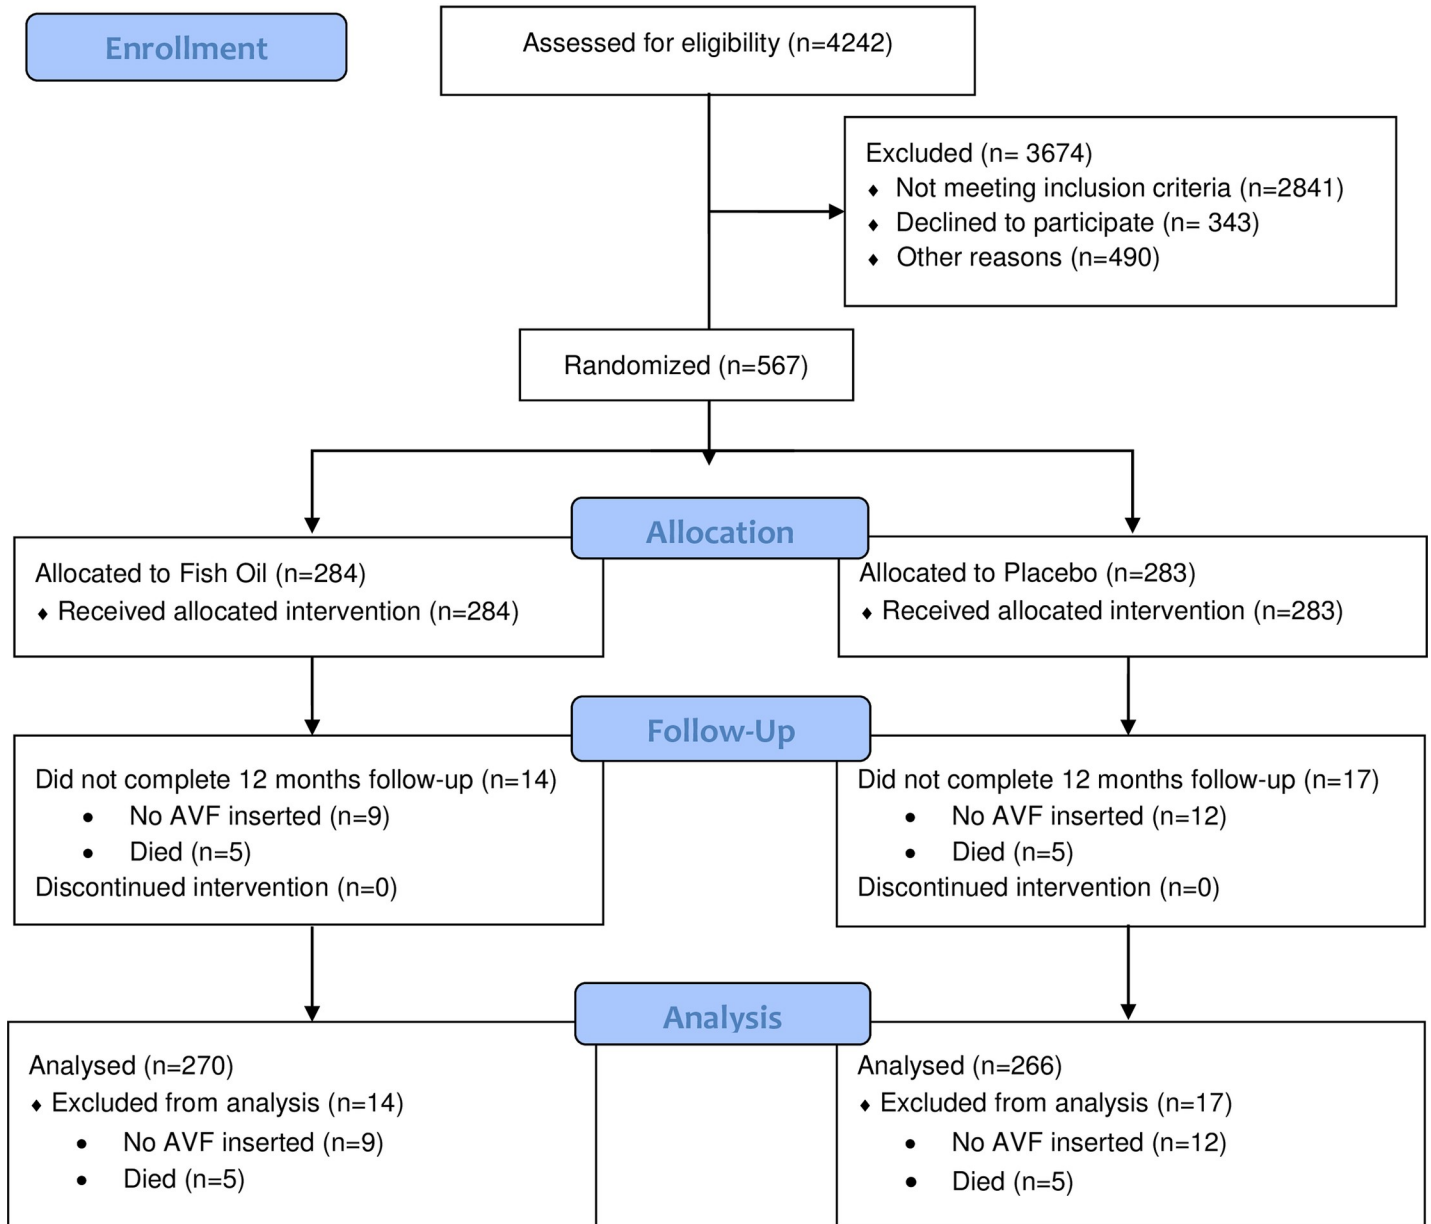 Enrollment
Assessed for eligibility (n=4242)
Excluded (n= 3674)
♦ Not meeting inclusion criteria (n=2841)
♦ Declined to participate (n= 343)
♦ Other reasons (n=490)
Randomized (n=567)
Allocation
Allocated to Fish Oil (n=284)
♦ Received allocated intervention (n=284)
Allocated to Placebo (n=283)
♦ Received allocated intervention (n=283)
Follow-Up
Did not complete 12 months follow-up (n=14)
• No AVF inserted (n=9)
• Died (n=5)
Discontinued intervention (n=0)
Did not complete 12 months follow-up (n=17)
• No AVF inserted (n=12)
• Died (n=5)
Discontinued intervention (n=0)
Analysis
Analysed (n=270)
♦ Excluded from analysis (n=14)
• No AVF inserted (n=9)
• Died (n=5)
Analysed (n=266)
♦ Excluded from analysis (n=17)
• No AVF inserted (n=12)
• Died (n=5)